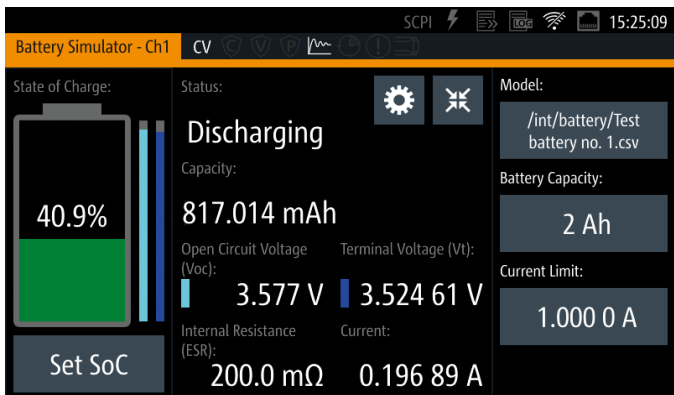 SCPI LOG 15:25:09
Battery Simulator - Ch1 CV C V P
State of Charge:
40.9%
Set SoC
Status:
Discharging
Capacity:
817.014 mAh
Open Circuit Voltage
(Voc):
3.577 V
Terminal Voltage (Vt):
3.524 61 V
Internal Resistance
(ESR):
200.0 mΩ
Current:
0.196 89 A
Model:
/int/battery/Test
battery no. 1.csv
Battery Capacity:
2 Ah
Current Limit:
1.000 0 A